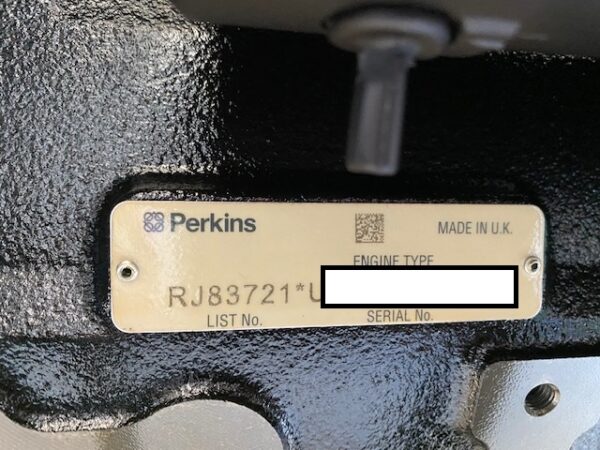 Perkins
MADE IN U.K.
ENGINE TYPE
RJ83721*U
LIST No.
SERIAL No.